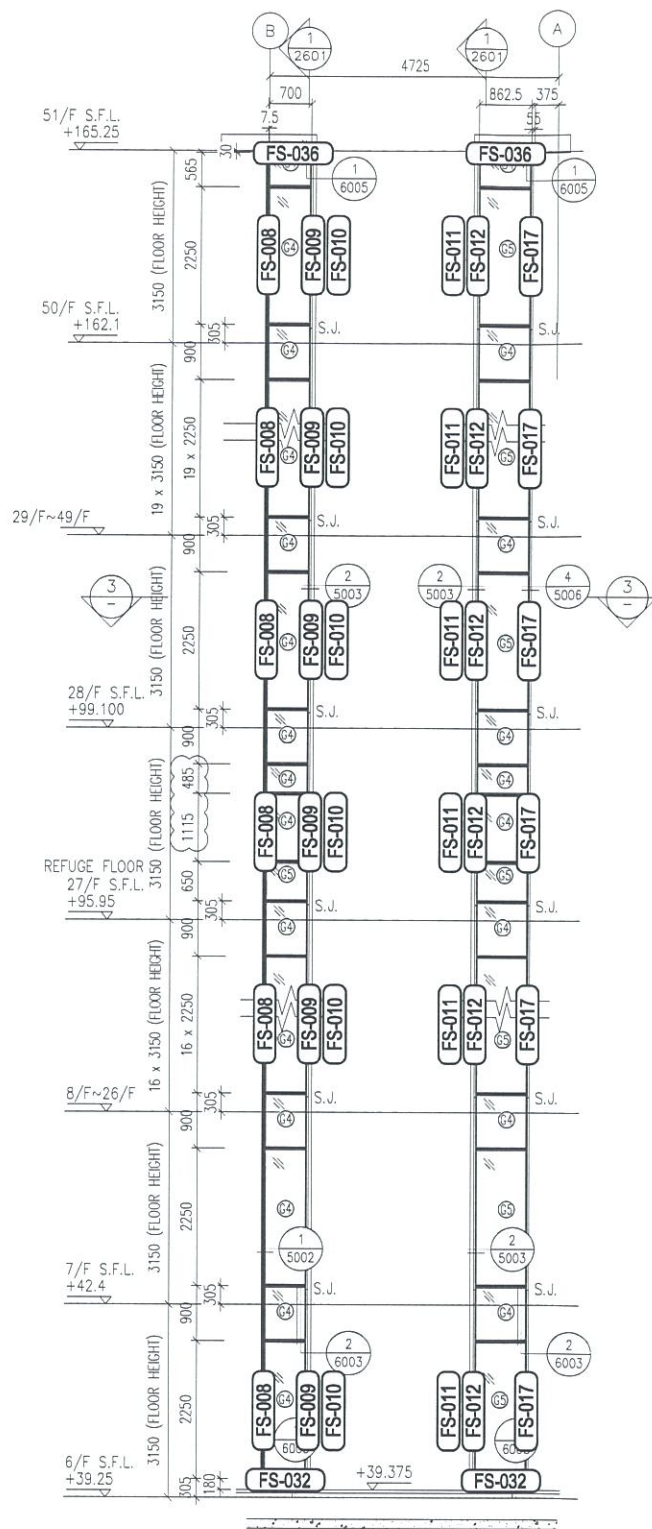 B
1
2601
1
2601
A
4725
700
862.5
375
7.5
55
51/F S.F.L.
+165.25
30
FS-036
FS-036
1
6005
1
6005
565
3150 (FLOOR HEIGHT)
2250
FS-008
G4
FS-009
FS-010
FS-011
FS-012
G5
FS-017
50/F S.F.L.
+162.1
305
S.J.
S.J.
900
G4
G4
19 x 3150 (FLOOR HEIGHT)
19 x 2250
FS-008
G4
FS-009
FS-010
FS-011
FS-012
G5
FS-017
29/F~49/F
305
S.J.
S.J.
900
G4
G4
3
–
2
5003
2
5003
4
5006
3
–
3150 (FLOOR HEIGHT)
2250
FS-008
G4
FS-009
FS-010
FS-011
FS-012
G5
FS-017
28/F S.F.L.
+99.100
305
S.J.
S.J.
900
G4
G4
485
G4
G4
3150 (FLOOR HEIGHT)
1115
FS-008
G4
FS-009
FS-010
FS-011
FS-012
G4
FS-017
REFUGE FLOOR
27/F S.F.L.
+95.95
650
G5
305
S.J.
S.J.
900
G4
G4
16 x 3150 (FLOOR HEIGHT)
16 x 2250
FS-008
G4
FS-009
FS-010
FS-011
FS-012
G5
FS-017
8/F~26/F
305
S.J.
S.J.
900
G4
G4
3150 (FLOOR HEIGHT)
2250
G4
G5
1
5002
2
5003
7/F S.F.L.
+42.4
305
S.J.
S.J.
900
G4
G4
2
6003
2
6003
3150 (FLOOR HEIGHT)
2250
FS-008
G4
FS-009
FS-010
FS-011
FS-012
G5
FS-017
6/F S.F.L.
+39.25
305
180
FS-032
+39.375
FS-032